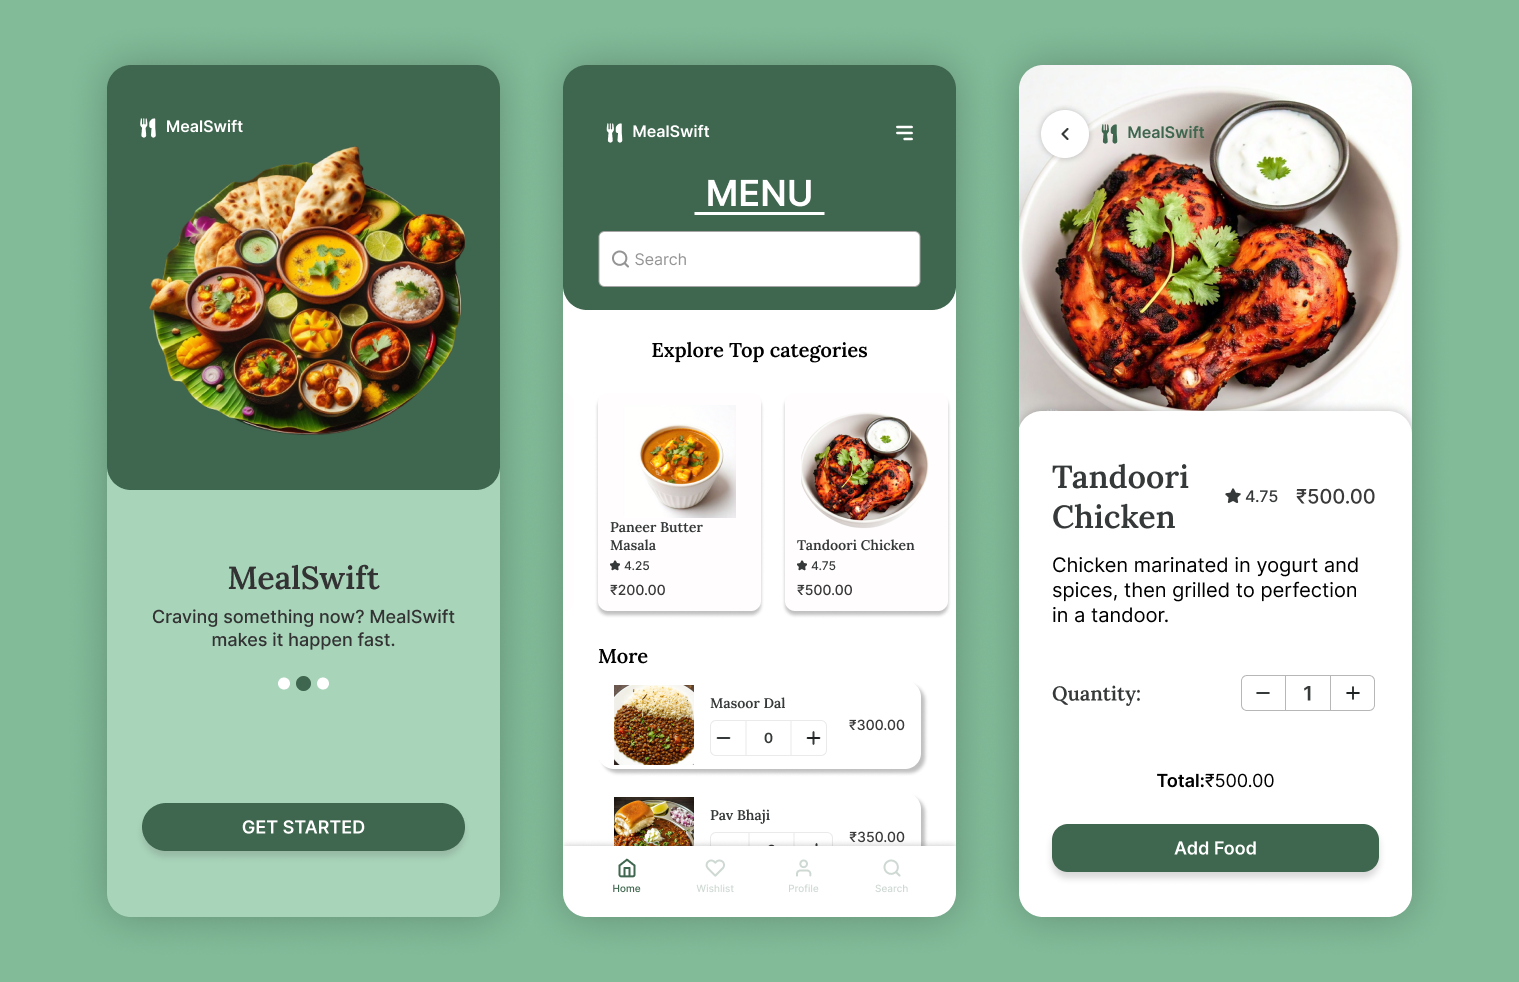 MealSwift
MealSwift
Craving something now? MealSwift
makes it happen fast.
GET STARTED
MealSwift
MENU
Search
Explore Top categories
Paneer Butter
Masala
4.25
₹200.00
Tandoori Chicken
4.75
₹500.00
More
Masoor Dal
0
₹300.00
Pav Bhaji
₹350.00
Home
Wishlist
Profile
Search
MealSwift
Tandoori
Chicken
4.75
₹500.00
Chicken marinated in yogurt and
spices, then grilled to perfection
in a tandoor.
Quantity:
1
Total:₹500.00
Add Food